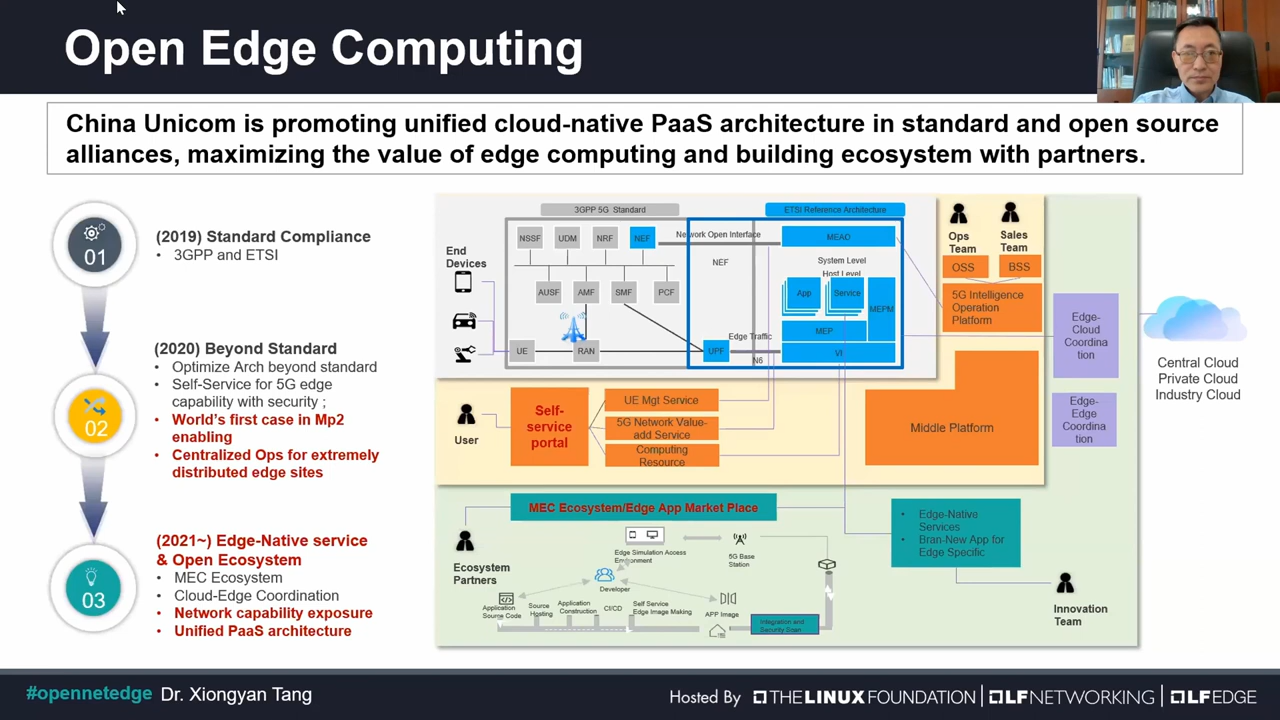 Open Edge Computing
China Unicom is promoting unified cloud-native PaaS architecture in standard and open source
alliances, maximizing the value of edge computing and building ecosystem with partners.
01
(2019) Standard Compliance
• 3GPP and ETSI
02
(2020) Beyond Standard
• Optimize Arch beyond standard
• Self-Service for 5G edge
capability with security ;
• World's first case in Mp2
enabling
• Centralized Ops for extremely
distributed edge sites
03
(2021~) Edge-Native service
& Open Ecosystem
• MEC Ecosystem
• Cloud-Edge Coordination
• Network capability exposure
• Unified PaaS architecture
3GPP 5G Standard
ETSI Reference Architecture
End
Devices
NSSF
UDM
NRF
NEF
Network Open Interface
NEF
MEAO
System Level
Host Level
AUSF
AMF
SMF
PCF
App
Service
MEPM
MEP
Edge Traffic
UE
RAN
UPF
N6
VI
Ops
Team
Sales
Team
OSS
BSS
5G Intelligence
Operation
Platform
Edge-
Cloud
Coordina
tion
Edge-
Edge
Coordina
tion
Central Cloud
Private Cloud
Industry Cloud
User
Self-
service
portal
UE Mgt Service
5G Network Value-
add Service
Computing
Resource
Middle Platform
MEC Ecosystem/Edge App Market Place
Ecosystem
Partners
Edge Simulation Access
Environment
5G Base
Station
Developer
Application
Source Code
Source
Hosting
Application
Construction
CI/CD
Self Service
Edge Image Making
APP Image
Integration and
Security Scan
• Edge-Native
Services
• Bran-New App for
Edge Specific
Innovation
Team
#opennetedge Dr. Xiongyan Tang
Hosted By THE LINUX FOUNDATION | LFNETWORKING | LFEDGE